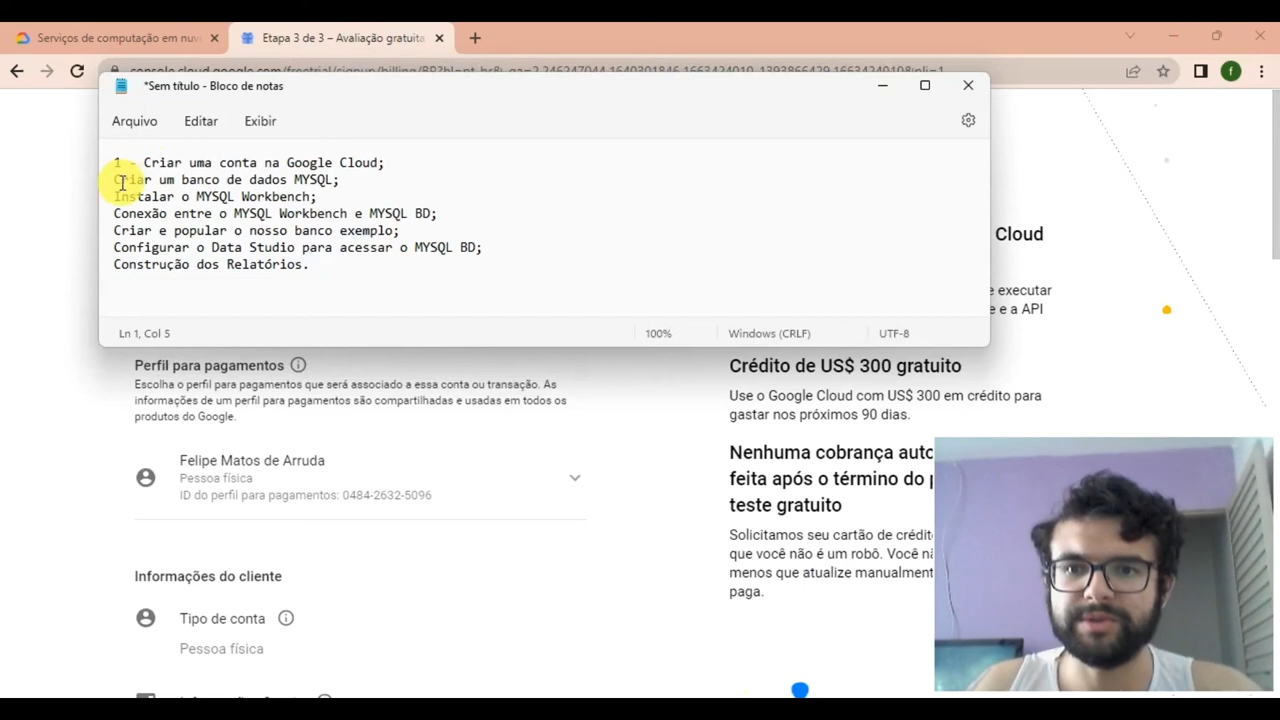 Serviços de computação em nuv
Etapa 3 de 3 – Avaliação gratuita
*Sem título - Bloco de notas
Arquivo Editar Exibir
1 - Criar uma conta na Google Cloud;
Criar um banco de dados MYSQL;
Instalar o MYSQL Workbench;
Conexão entre o MYSQL Workbench e MYSQL BD;
Criar e popular o nosso banco exemplo;
Configurar o Data Studio para acessar o MYSQL BD;
Construção dos Relatórios.
Ln 1, Col 5 100% Windows (CRLF) UTF-8
Cloud
e executar
e e a API
Perfil para pagamentos
Escolha o perfil para pagamentos que será associado a essa conta ou transação. As
informações de um perfil para pagamentos são compartilhadas e usadas em todos os
produtos do Google.
Felipe Matos de Arruda
Pessoa física
ID do perfil para pagamentos: 0484-2632-5096
Informações do cliente
Tipo de conta
Pessoa física
Crédito de US$ 300 gratuito
Use o Google Cloud com US$ 300 em crédito para
gastar nos próximos 90 dias.
Nenhuma cobrança auto
feita após o término do p
teste gratuito
Solicitamos seu cartão de crédit
que você não é um robô. Você nã
menos que atualize manualment
paga.